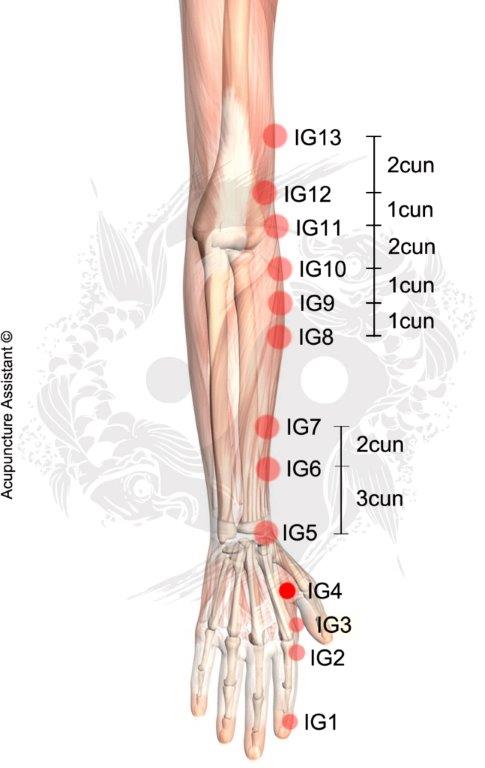 IG13
2cun
IG12
1cun
IG11
2cun
IG10
1cun
IG9
1cun
IG8
IG7
2cun
IG6
3cun
IG5
IG4
IG3
IG2
IG1
Acupuncture Assistant ©